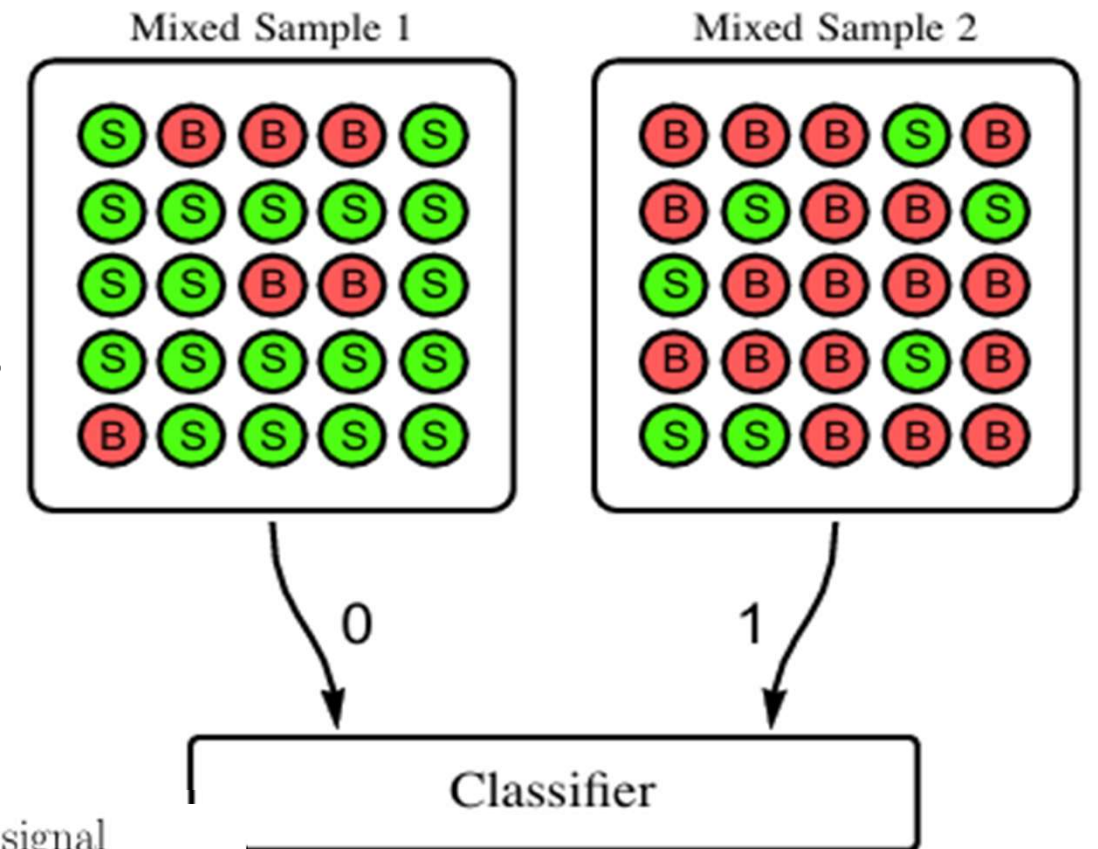 Mixed Sample 1 Mixed Sample 2
S B B B S B B B S B
S S S S S B S B B S
S S B B S S B B B B
S S S S S B B B S B
B S S S S S S B B B
0 1
Classifier
signal